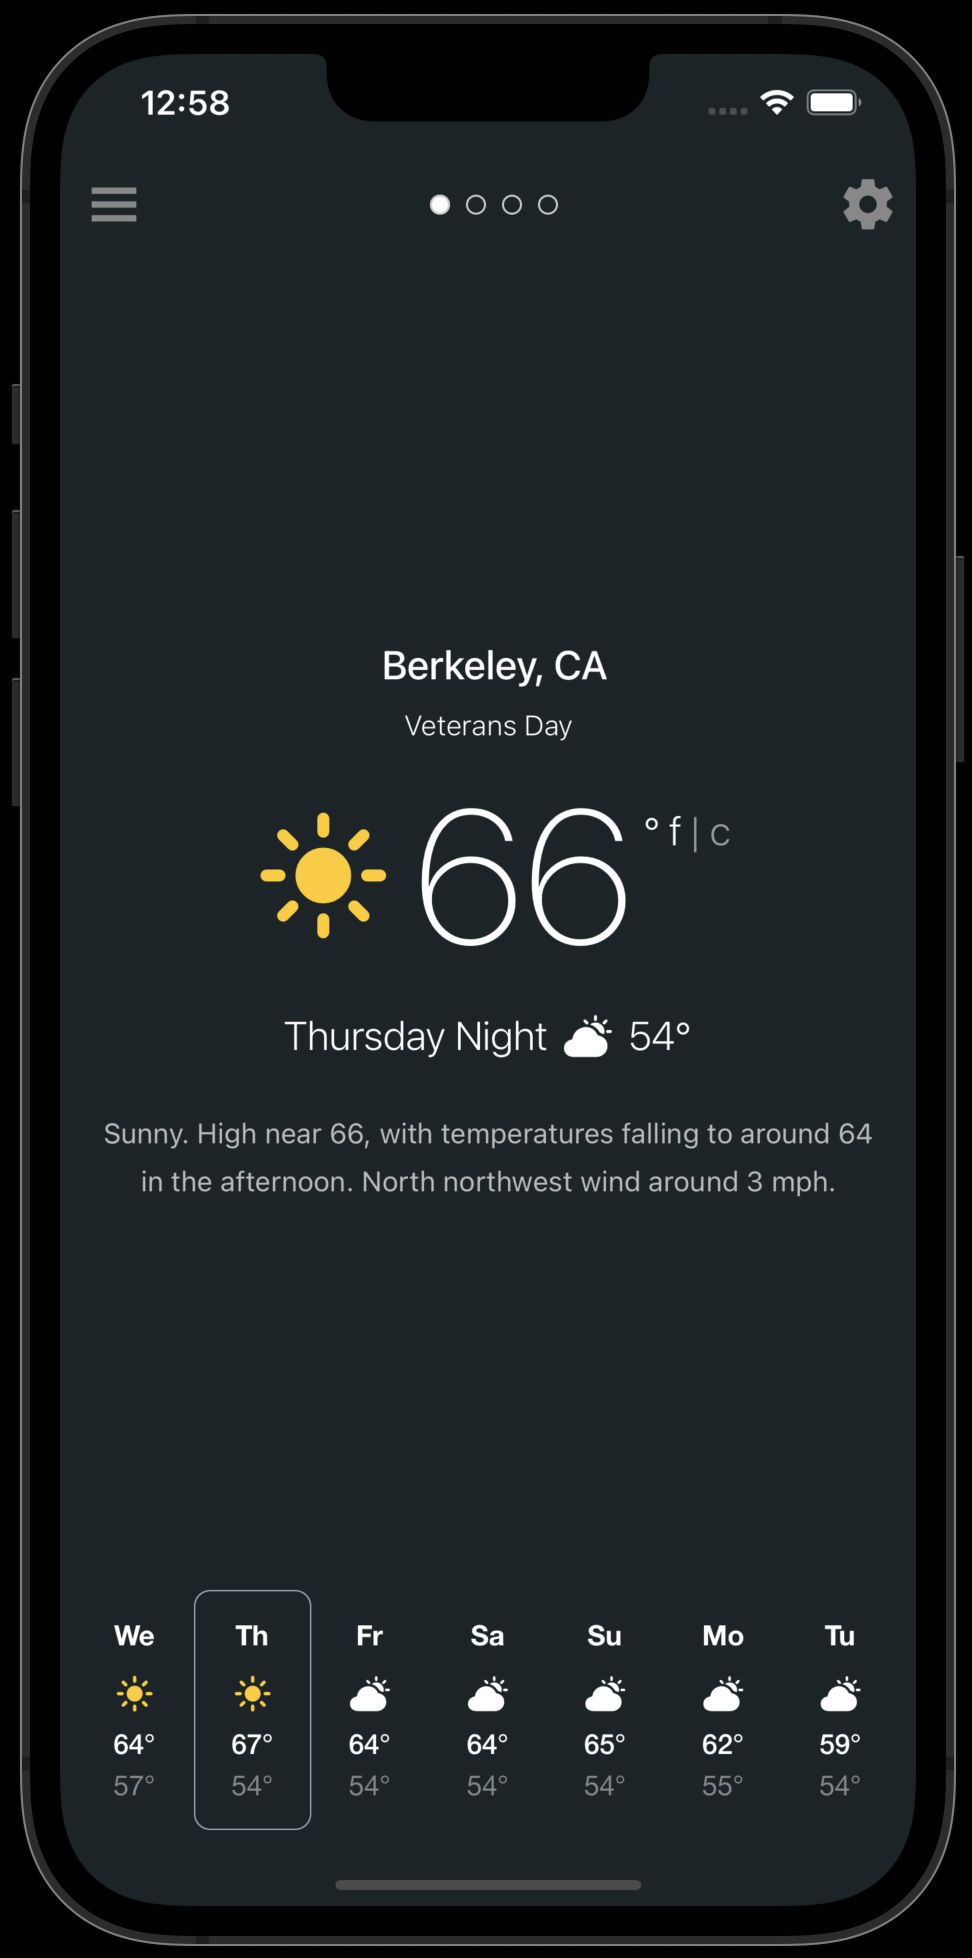 12:58
Berkeley, CA
Veterans Day
66 ° f | c
Thursday Night 54°
Sunny. High near 66, with temperatures falling to around 64
in the afternoon. North northwest wind around 3 mph.
We Th Fr Sa Su Mo Tu
64° 67° 64° 64° 65° 62° 59°
57° 54° 54° 54° 54° 55° 54°